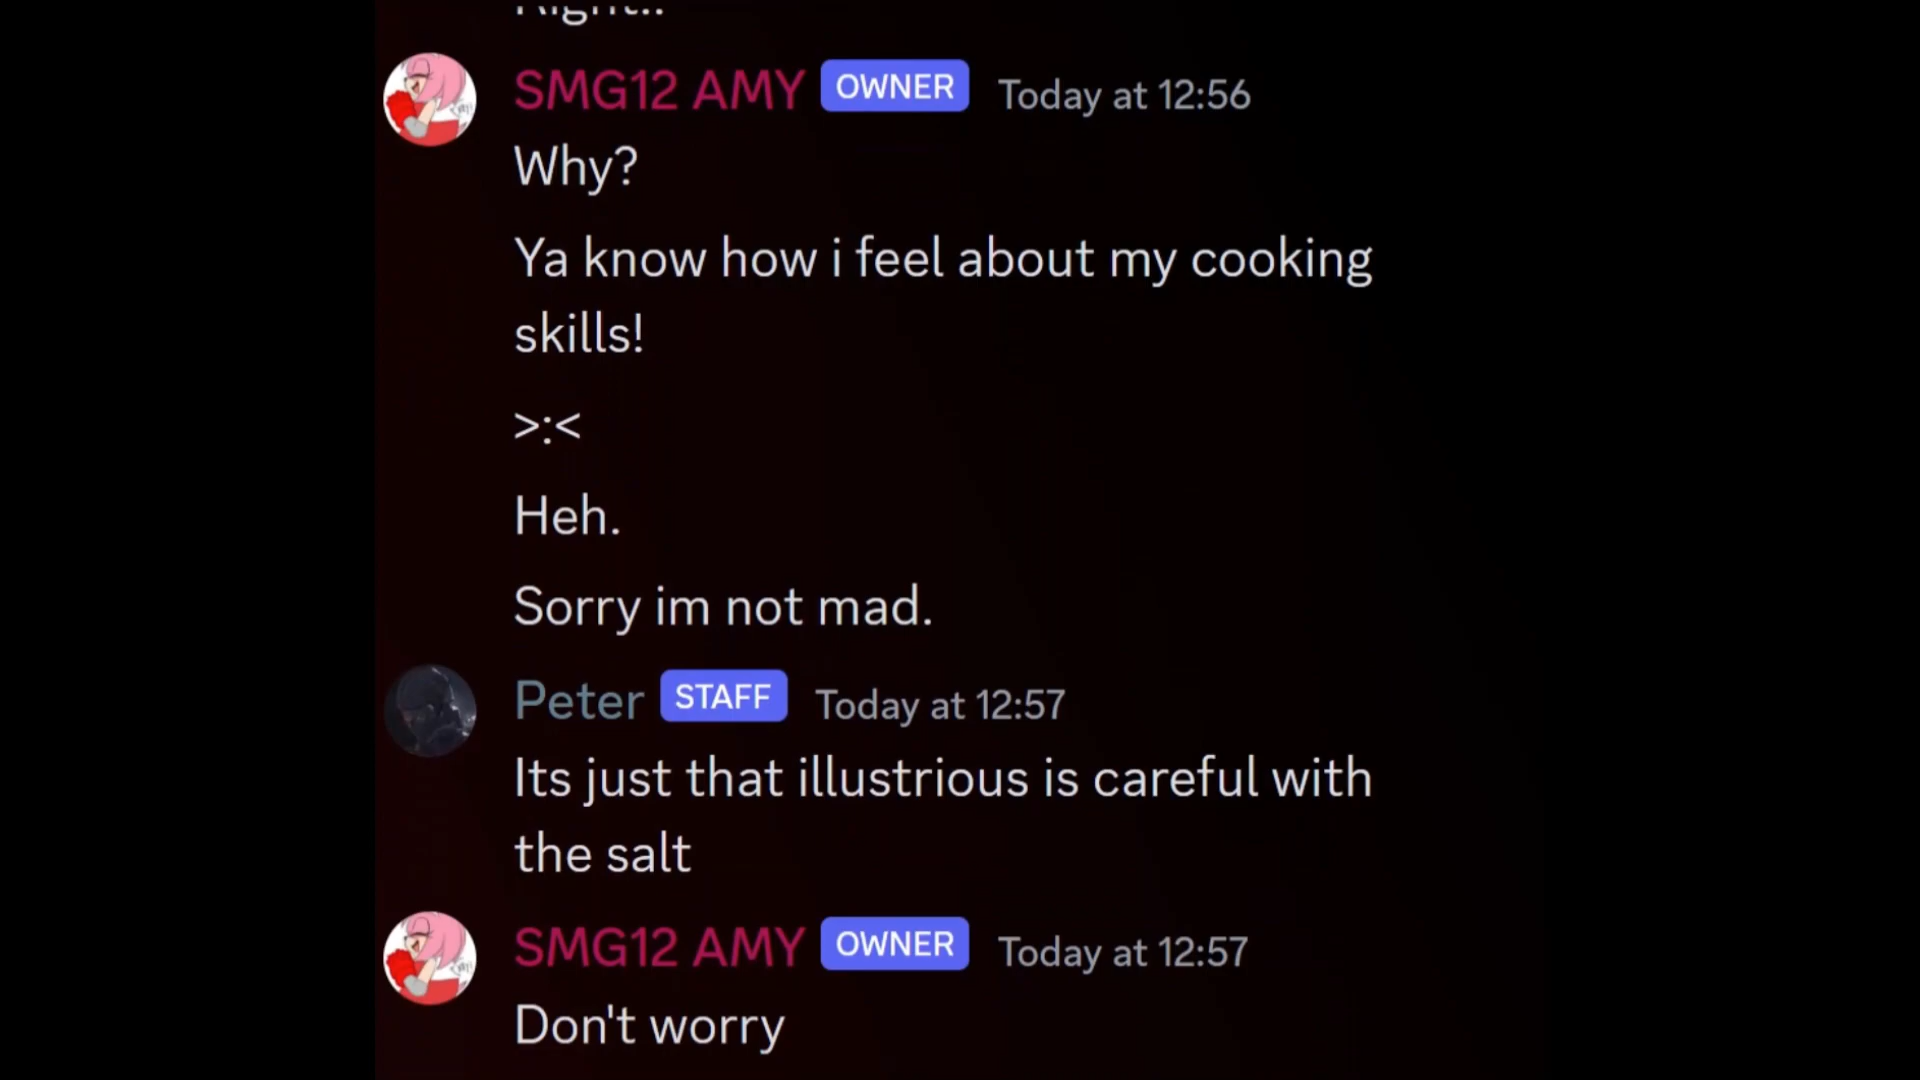 Right..
SMG12 AMY OWNER Today at 12:56
Why?
Ya know how i feel about my cooking
skills!
>:<
Heh.
Sorry im not mad.
Peter STAFF Today at 12:57
Its just that illustrious is careful with
the salt
SMG12 AMY OWNER Today at 12:57
Don't worry